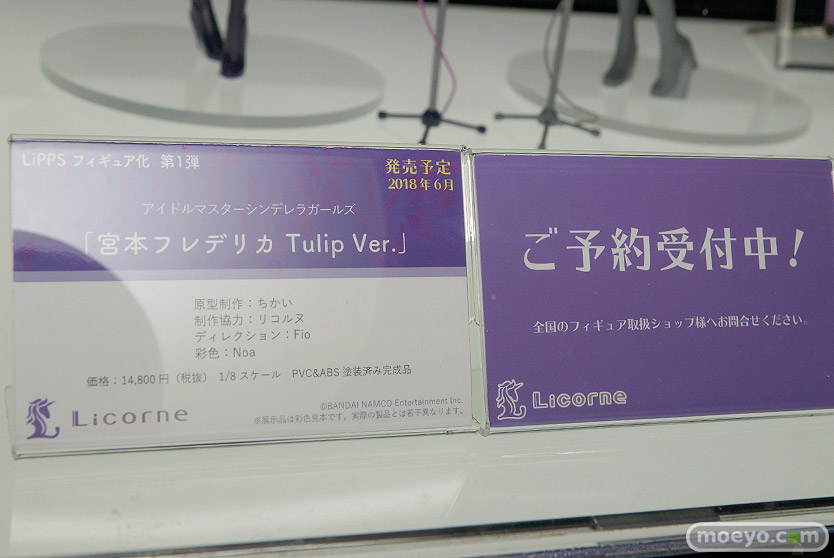 LiPPS フィギュア化 第1弾
発売予定
2018年6月
アイドルマスターシンデレラガールズ
「宮本フレデリカ Tulip Ver.」
原型制作：ちかい
制作協力：リコルヌ
ディレクション：Fio
彩色：Noa
価格：14,800円（税抜） 1/8スケール PVC&ABS 塗装済み完成品
©BANDAI NAMCO Entertainment Inc.
※展示品は彩色見本です。実際の製品とは若干異なります。
Licorne
ご予約受付中！
全国のフィギュア取扱ショップ様へお問合せください。
Licorne
moeyo.com